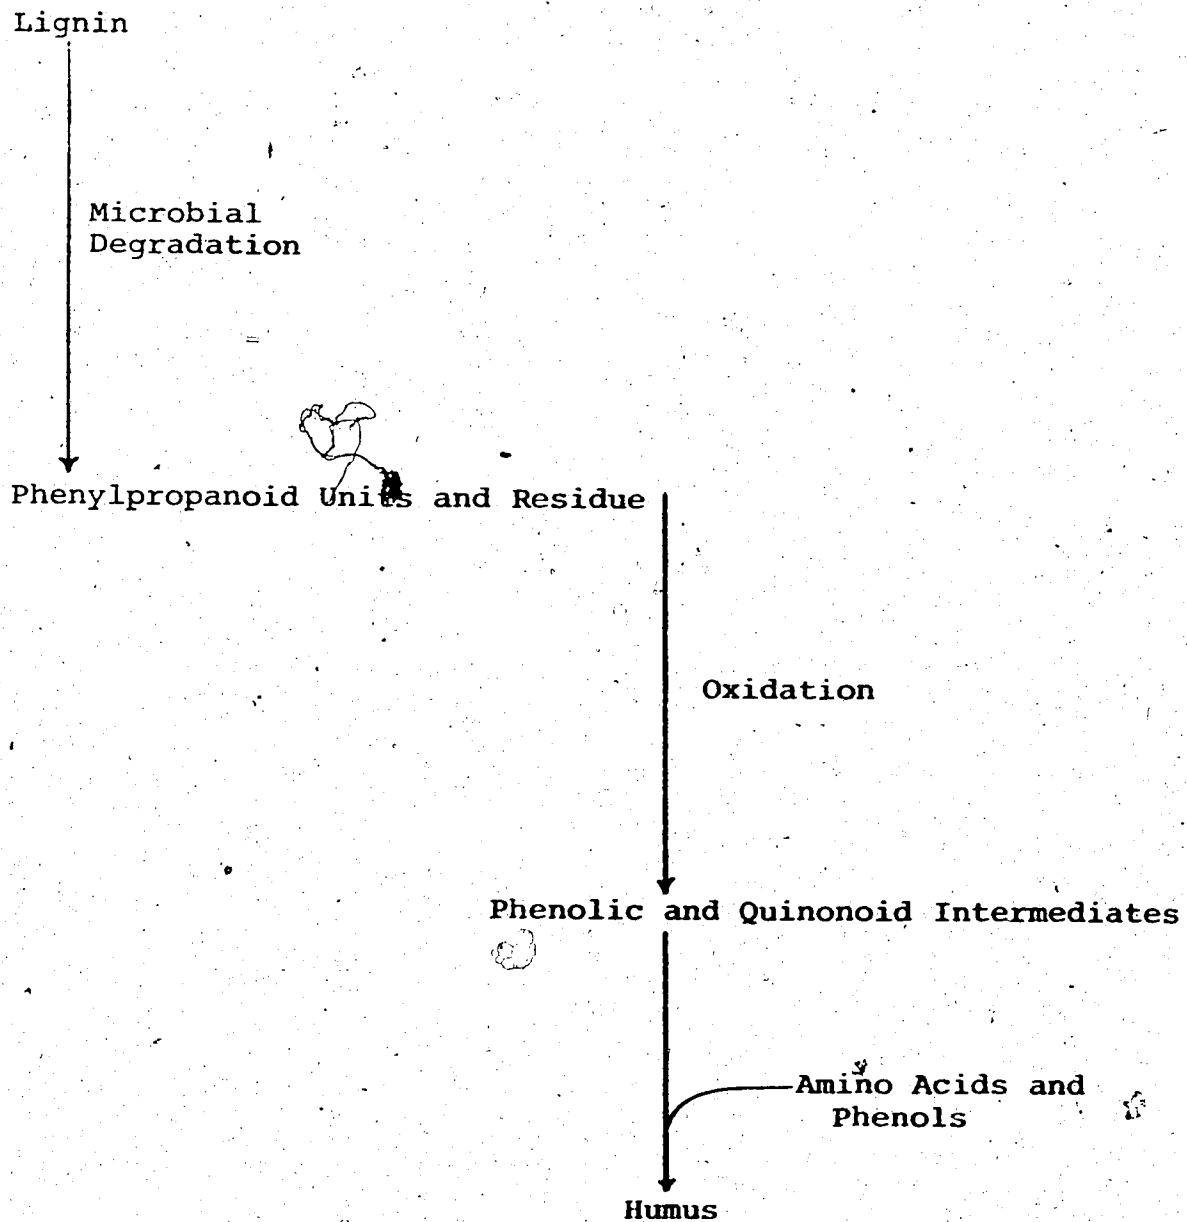 Lignin
Microbial
Degradation
Phenylpropanoid Units and Residue
Oxidation
Phenolic and Quinonoid Intermediates
Amino Acids and
Phenols
Humus